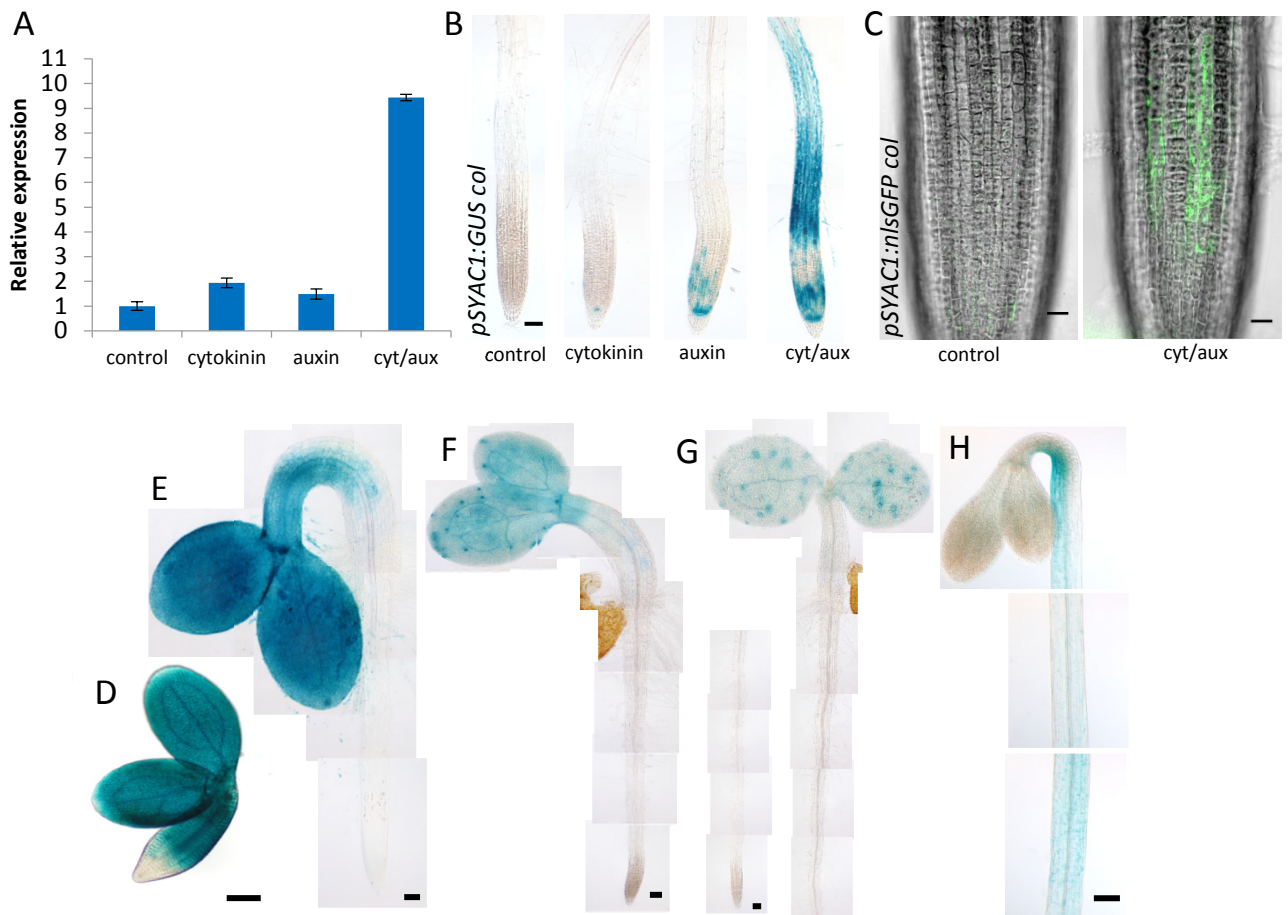 A
Relative expression
11
10
9
8
7
6
5
4
3
2
1
0
control cytokinin auxin cyt/aux
B
pSYAC1:GUS col
control cytokinin auxin cyt/aux
C
pSYAC1:nlsGFP col
control cyt/aux
D
E
F
G
H